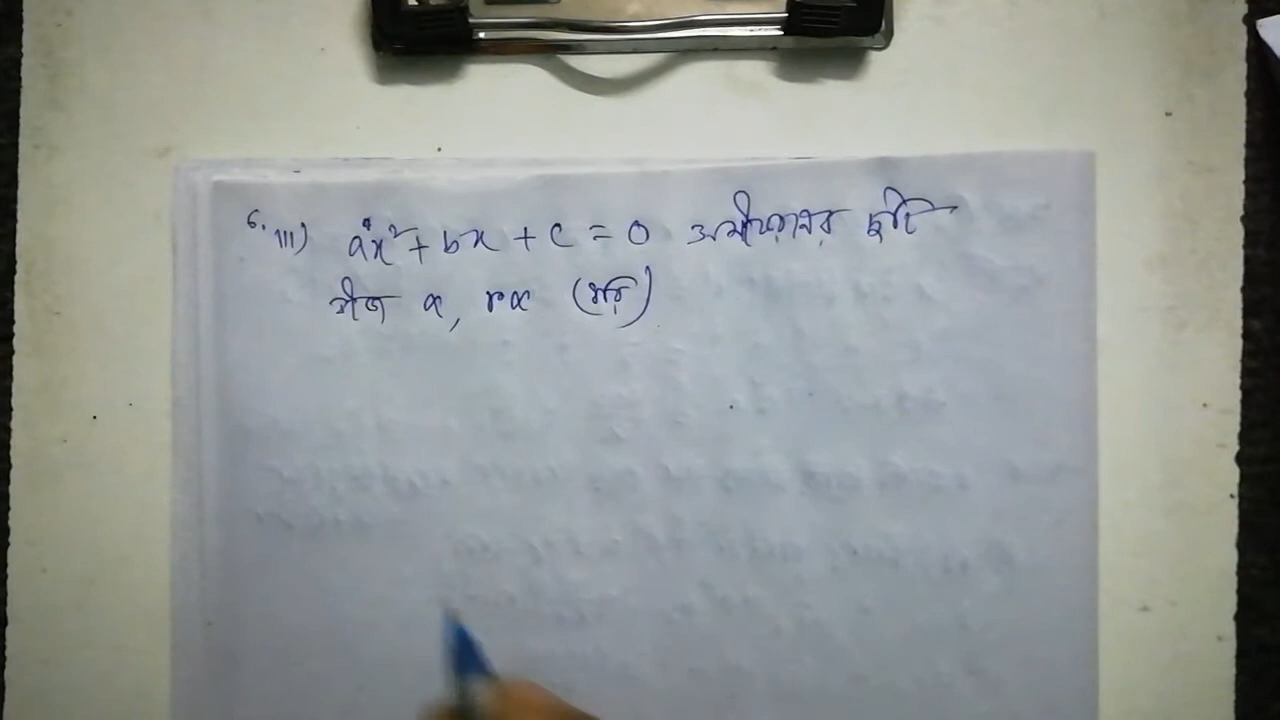 6. III) ax² + bx + c = 0 সমীকরণের দুটি
বীজ α, rα (ধরি)